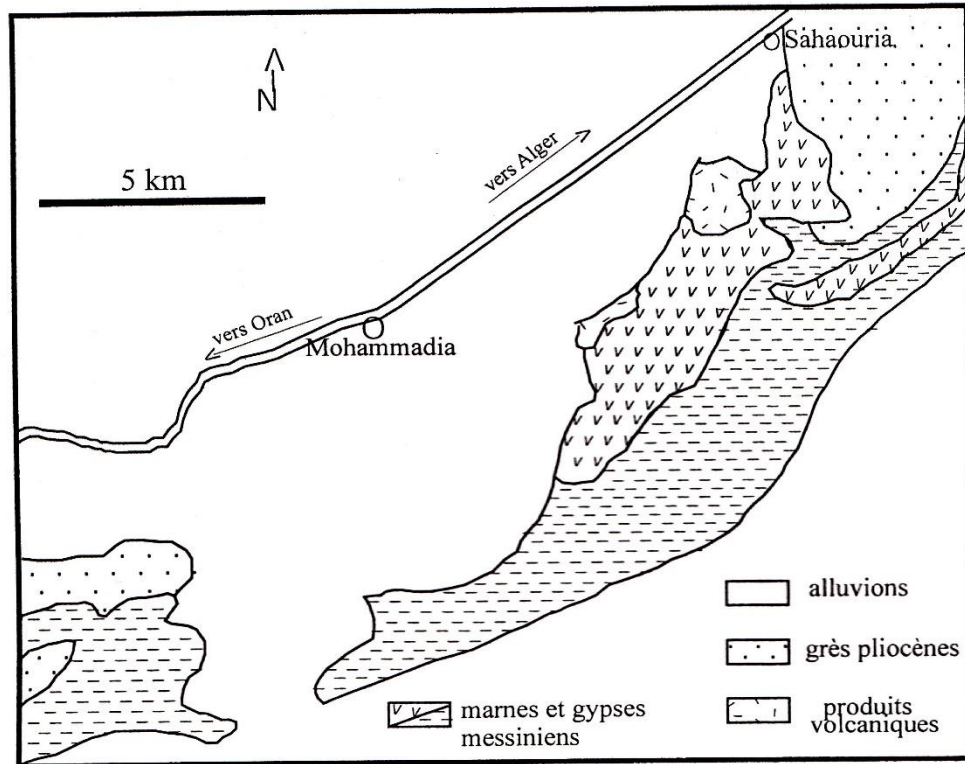 Sahaouria
N
5 km
vers Alger
vers Oran
Mohammadia
alluvions
grès pliocènes
produits
volcaniques
marnes et gypses
messiniens